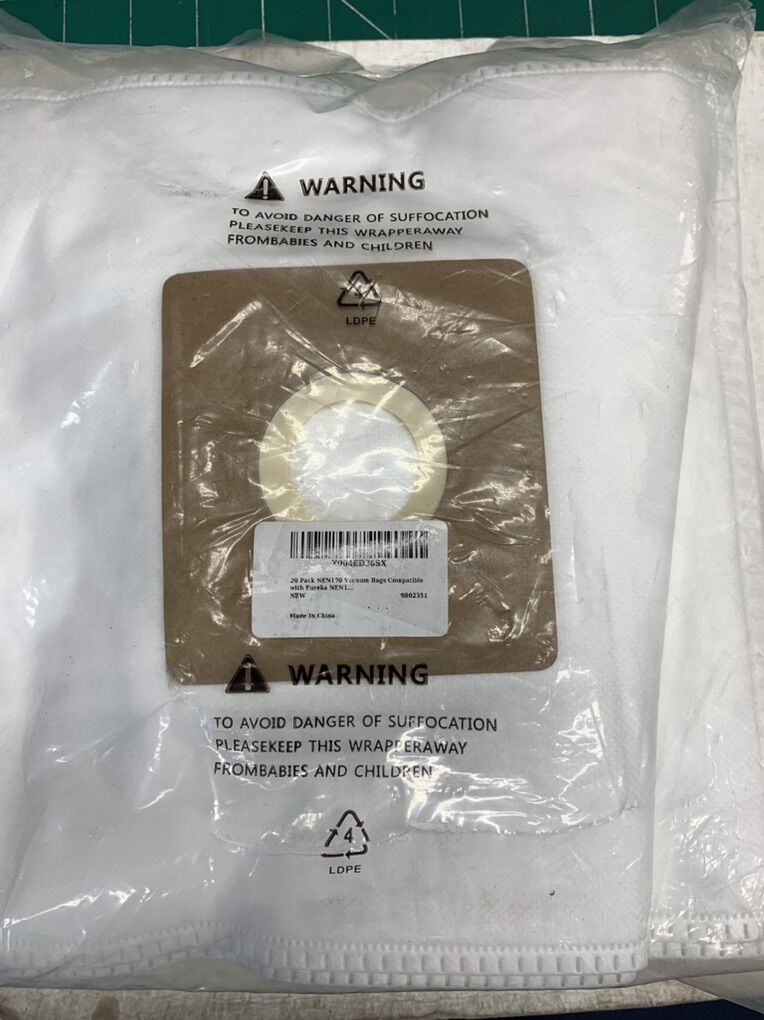 WARNING
TO AVOID DANGER OF SUFFOCATION
PLEASEKEEP THIS WRAPPERAWAY
FROMBABIES AND CHILDREN
4
LDPE
X004ED36SX
20 Pack NEN170 Vacuum Bags Compatible
with Eureka NEN1...
NEW 9802351
Made In China
WARNING
TO AVOID DANGER OF SUFFOCATION
PLEASEKEEP THIS WRAPPERAWAY
FROMBABIES AND CHILDREN
4
LDPE